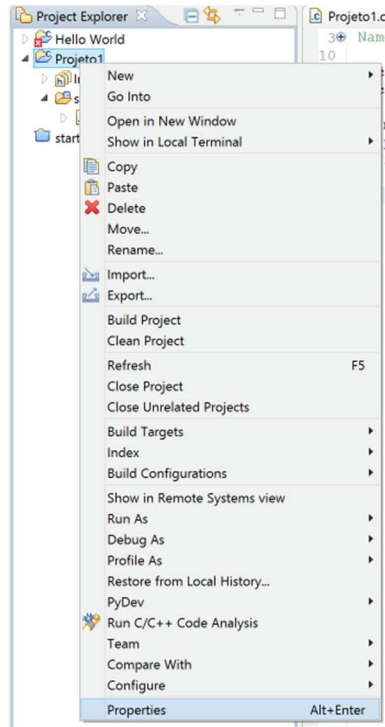 Project Explorer
Projeto1.c
Hello World
3 Nam
Projeto1
10
start
New
Go Into
Open in New Window
Show in Local Terminal
Copy
Paste
Delete
Move...
Rename...
Import...
Export...
Build Project
Clean Project
Refresh F5
Close Project
Close Unrelated Projects
Build Targets
Index
Build Configurations
Show in Remote Systems view
Run As
Debug As
Profile As
Restore from Local History...
PyDev
Run C/C++ Code Analysis
Team
Compare With
Configure
Properties Alt+Enter